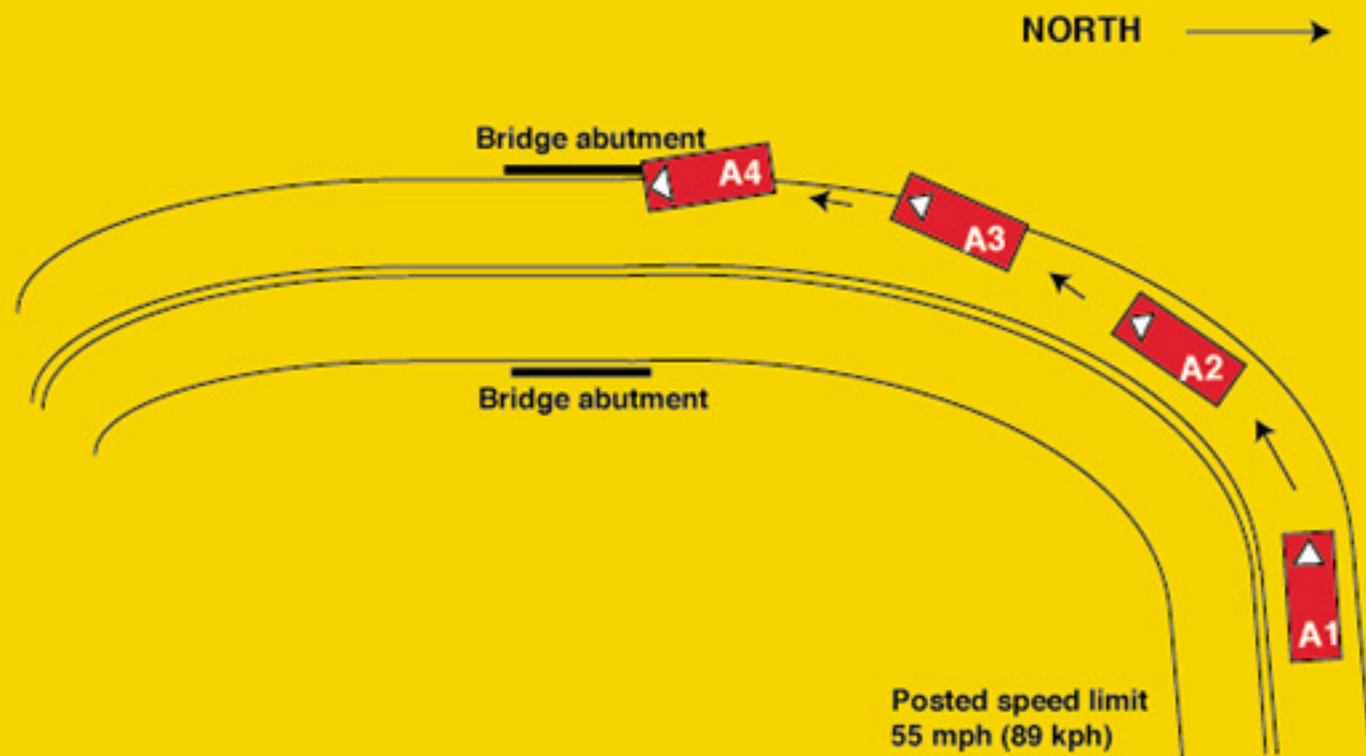 NORTH
Bridge abutment
A4
A3
A2
Bridge abutment
A1
Posted speed limit
55 mph (89 kph)